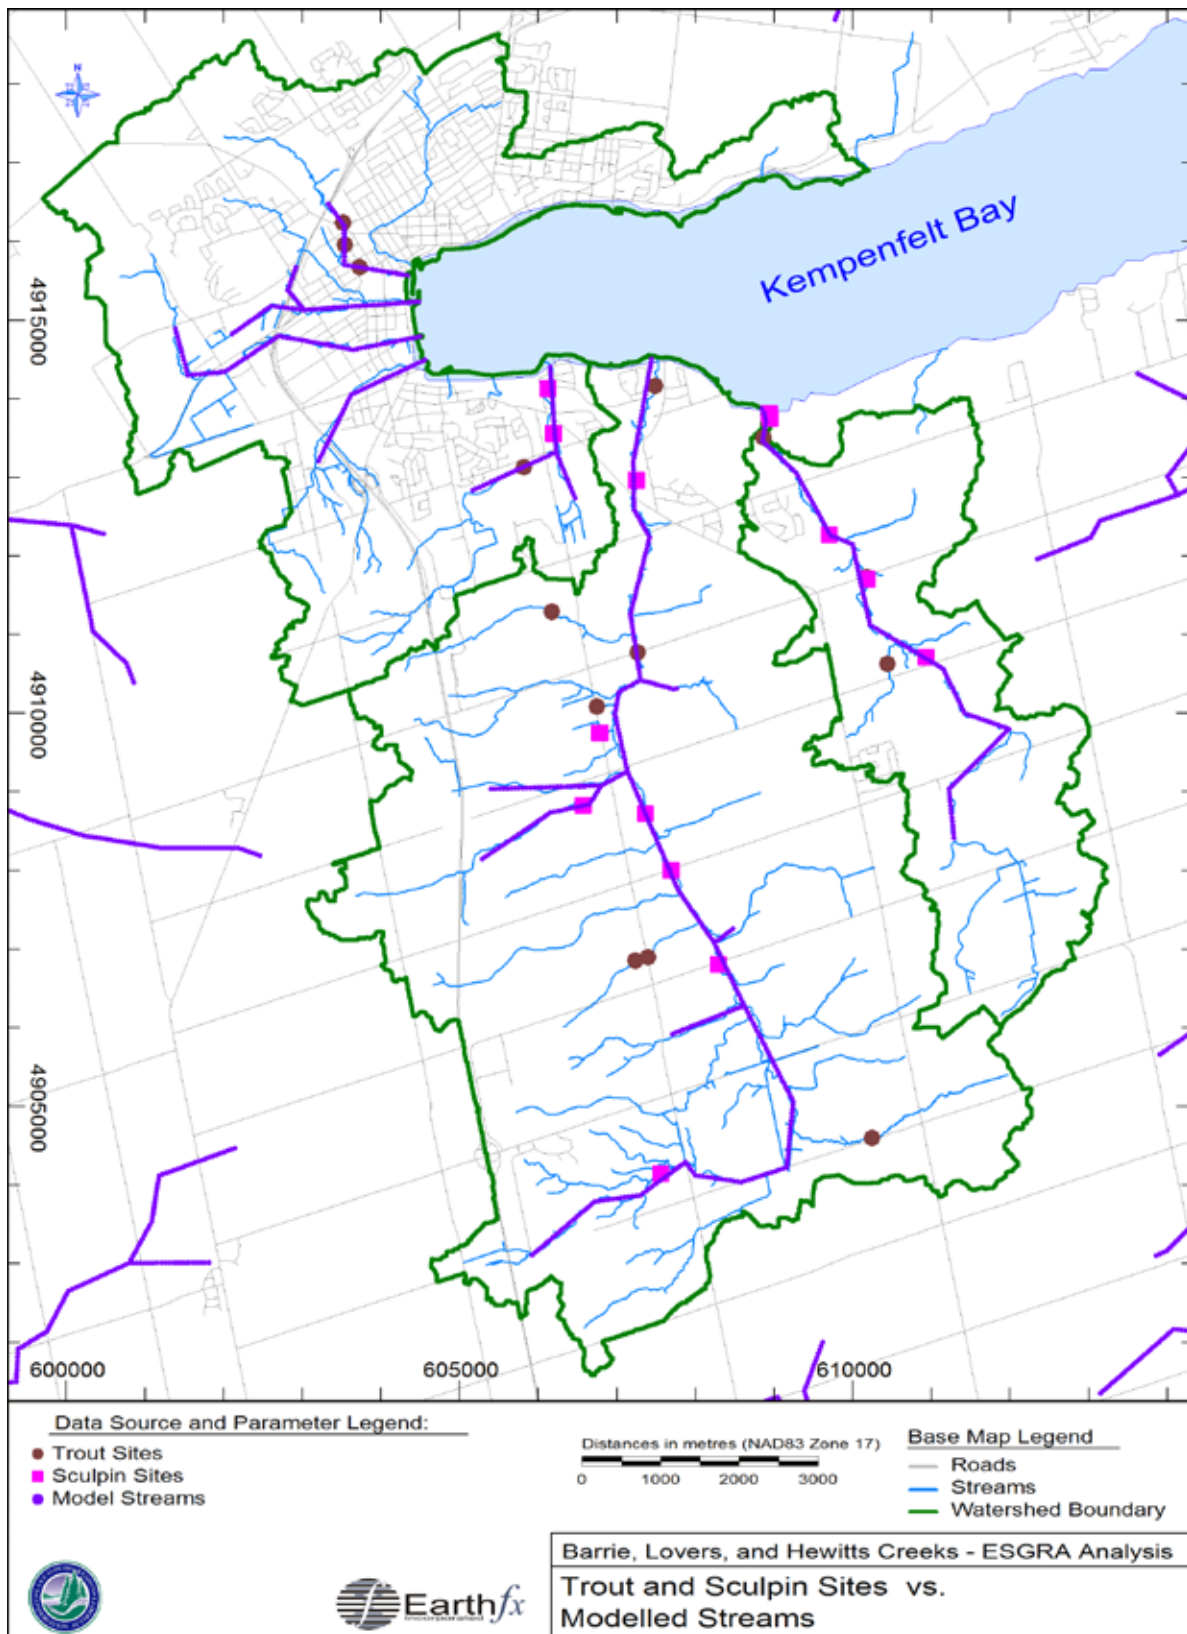 N
Kempenfelt Bay
4915000
4910000
4905000
600000
605000
610000
Data Source and Parameter Legend:
Trout Sites
Sculpin Sites
Model Streams
Distances in metres (NAD83 Zone 17)
0 1000 2000 3000
Base Map Legend
Roads
Streams
Watershed Boundary
Earthfx
Incorporated
Barrie, Lovers, and Hewitts Creeks - ESGRA Analysis
Trout and Sculpin Sites vs.
Modelled Streams